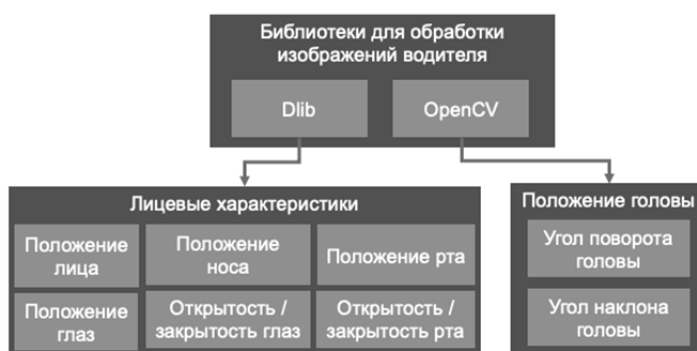 Библиотеки для обработки
изображений водителя
Dlib
OpenCV
Лицевые характеристики
Положение
лица
Положение
носа
Положение рта
Положение
глаз
Открытость /
закрытость глаз
Открытость /
закрытость рта
Положение головы
Угол поворота
головы
Угол наклона
головы